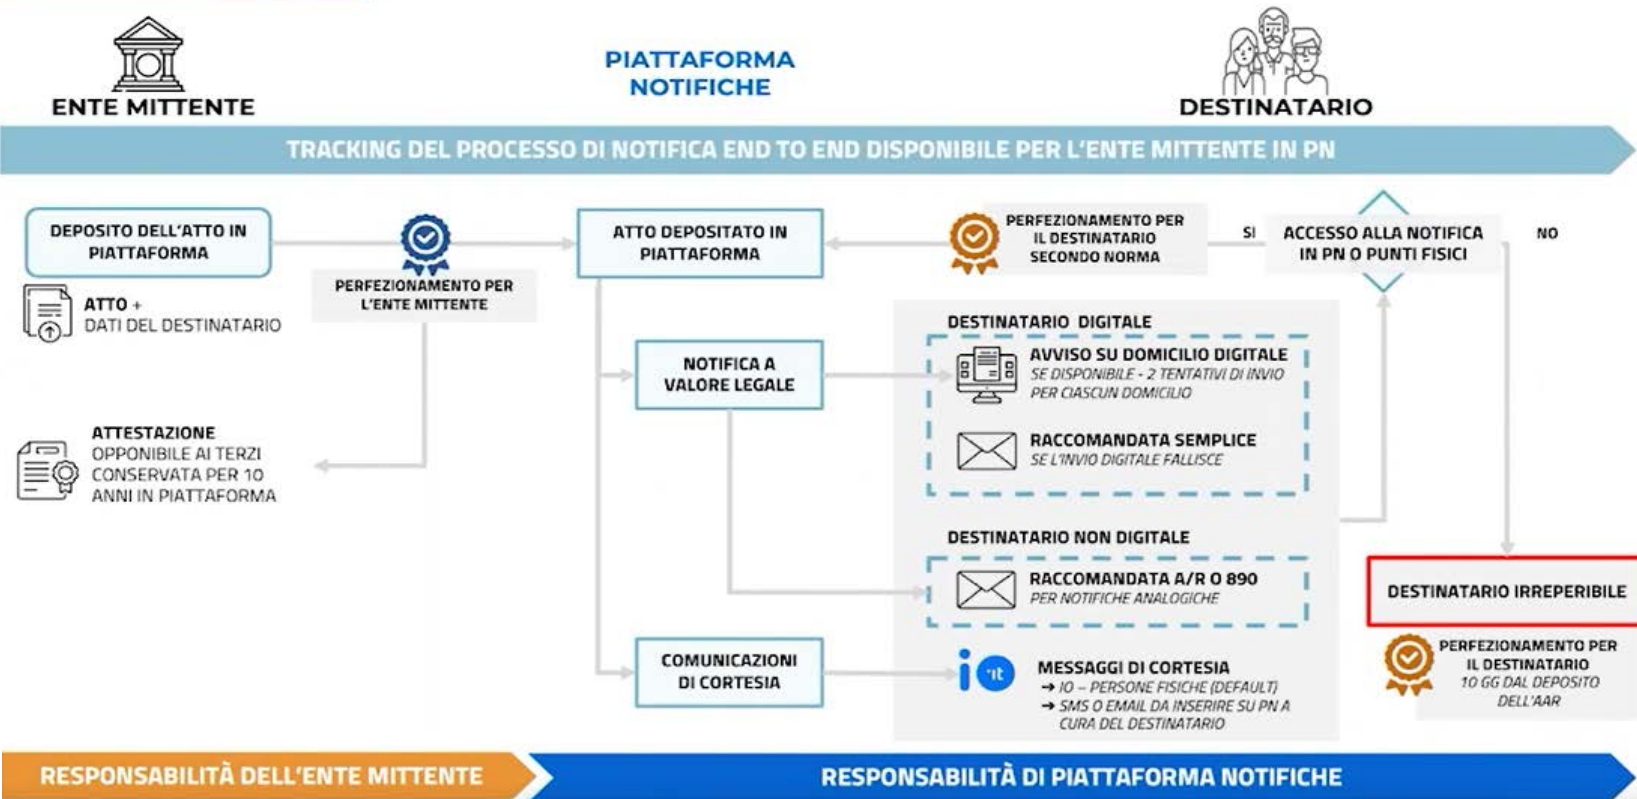 ENTE MITTENTE
PIATTAFORMA
NOTIFICHE
DESTINATARIO
TRACKING DEL PROCESSO DI NOTIFICA END TO END DISPONIBILE PER L'ENTE MITTENTE IN PN
DEPOSITO DELL'ATTO IN
PIATTAFORMA
ATTO +
DATI DEL DESTINATARIO
PERFEZIONAMENTO PER
L'ENTE MITTENTE
ATTESTAZIONE
OPPONIBILE AI TERZI
CONSERVATA PER 10
ANNI IN PIATTAFORMA
ATTO DEPOSITATO IN
PIATTAFORMA
NOTIFICA A
VALORE LEGALE
COMUNICAZIONI
DI CORTESIA
PERFEZIONAMENTO PER
IL DESTINATARIO
SECONDO NORMA
SI
ACCESSO ALLA NOTIFICA
IN PN O PUNTI FISICI
NO
DESTINATARIO DIGITALE
AVVISO SU DOMICILIO DIGITALE
SE DISPONIBILE - 2 TENTATIVI DI INVIO
PER CIASCUN DOMICILIO
RACCOMANDATA SEMPLICE
SE L'INVIO DIGITALE FALLISCE
DESTINATARIO NON DIGITALE
RACCOMANDATA A/R O 890
PER NOTIFICHE ANALOGICHE
io
'it
MESSAGGI DI CORTESIA
→ IO – PERSONE FISICHE (DEFAULT)
→ SMS O EMAIL DA INSERIRE SU PN A
CURA DEL DESTINATARIO
DESTINATARIO IRREPERIBILE
PERFEZIONAMENTO PER
IL DESTINATARIO
10 GG DAL DEPOSITO
DELL'AAR
RESPONSABILITÀ DELL'ENTE MITTENTE
RESPONSABILITÀ DI PIATTAFORMA NOTIFICHE